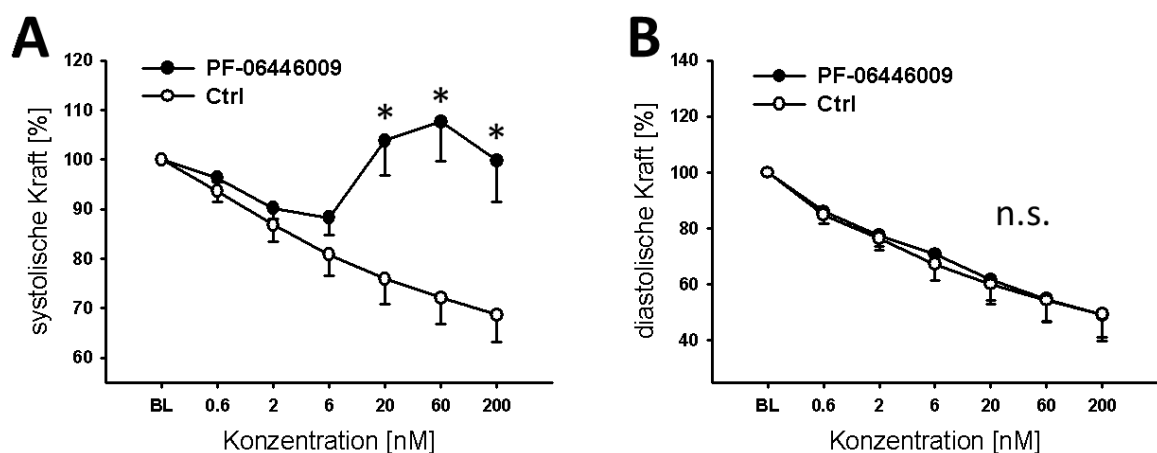 A
PF-06446009
Ctrl
systolische Kraft [%]
120
110
100
90
80
70
60
*
*
*
BL 0.6 2 6 20 60 200
Konzentration [nM]
B
PF-06446009
Ctrl
diastolische Kraft [%]
140
120
100
80
60
40
n.s.
BL 0.6 2 6 20 60 200
Konzentration [nM]